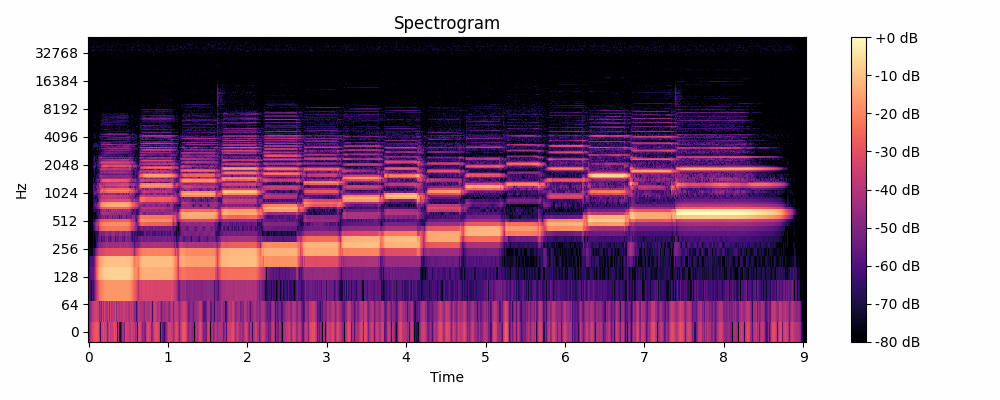 Spectrogram
Hz
32768
16384
8192
4096
2048
1024
512
256
128
64
0
0 1 2 3 4 5 6 7 8 9
Time
+0 dB
-10 dB
-20 dB
-30 dB
-40 dB
-50 dB
-60 dB
-70 dB
-80 dB